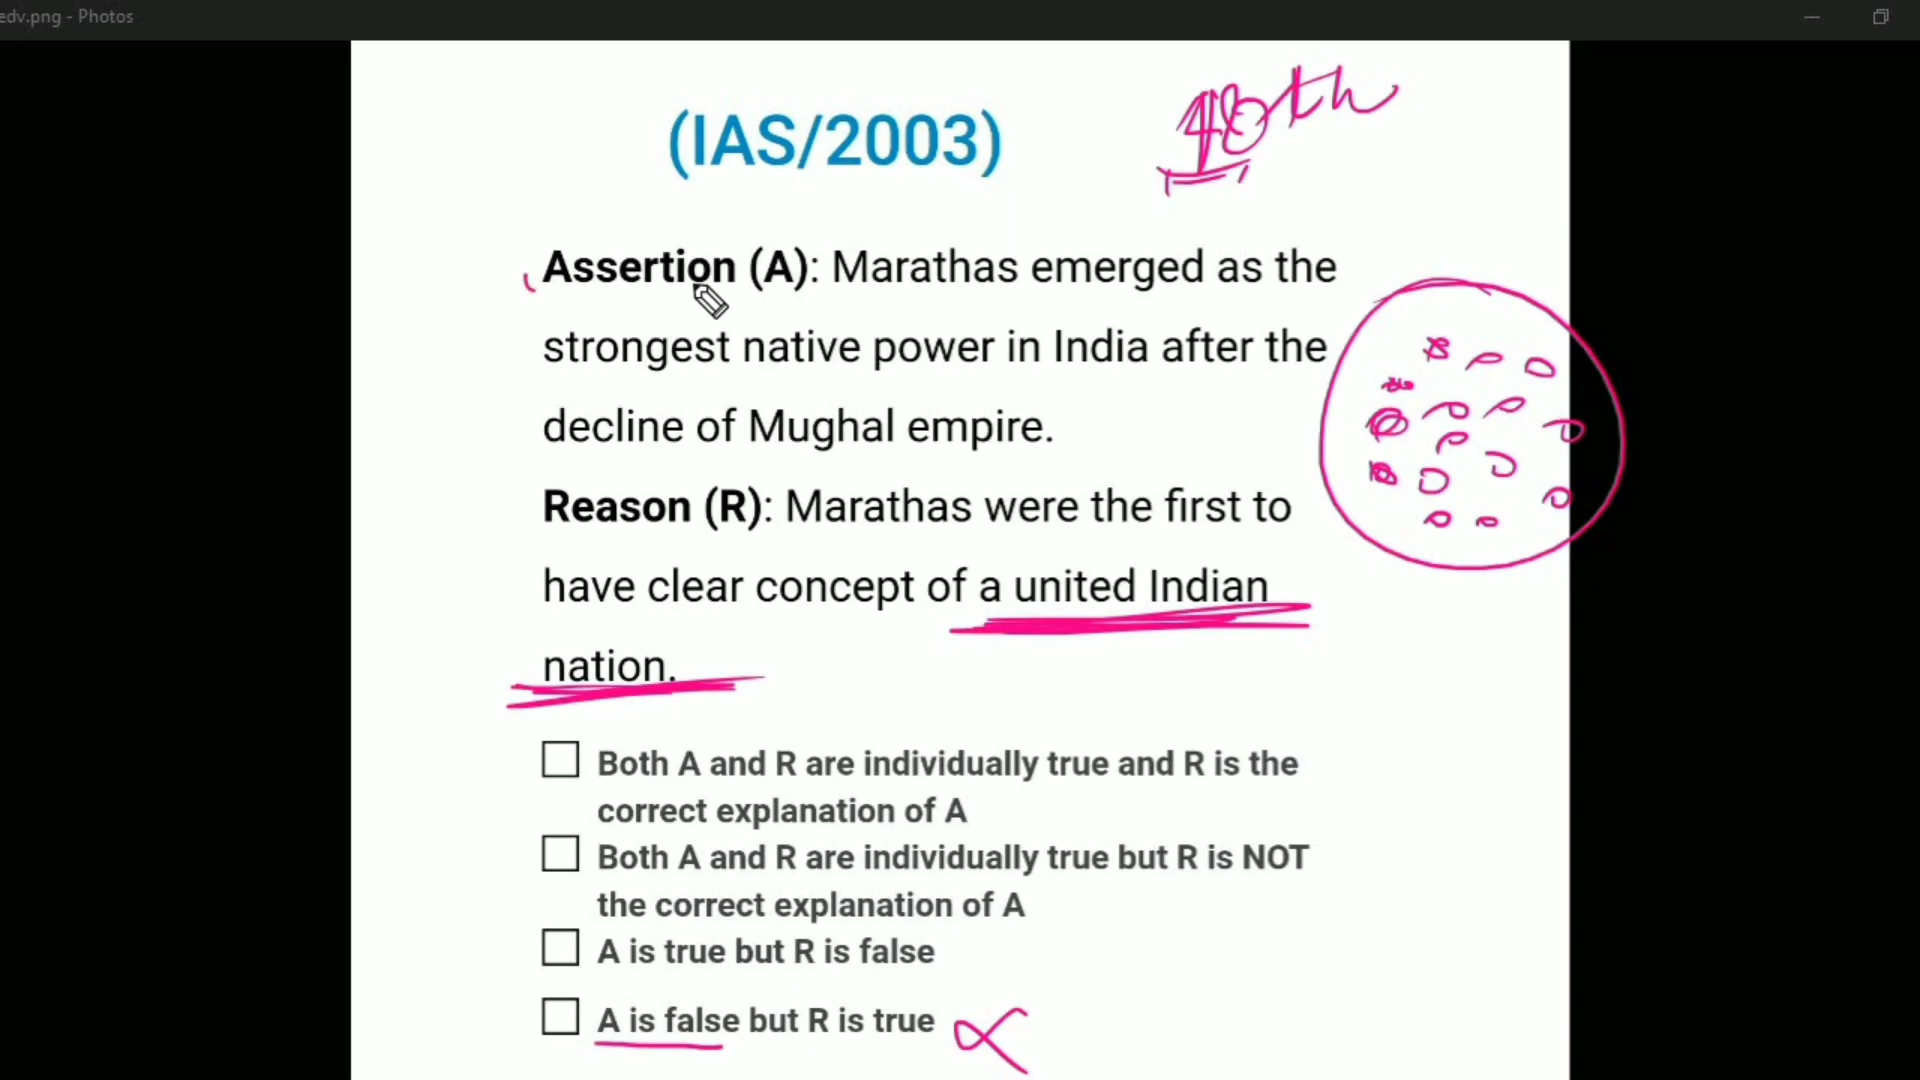 edv.png - Photos
(IAS/2003)
18th
Assertion (A): Marathas emerged as the
strongest native power in India after the
decline of Mughal empire.
Reason (R): Marathas were the first to
have clear concept of a united Indian
nation.
Both A and R are individually true and R is the
correct explanation of A
Both A and R are individually true but R is NOT
the correct explanation of A
A is true but R is false
A is false but R is true